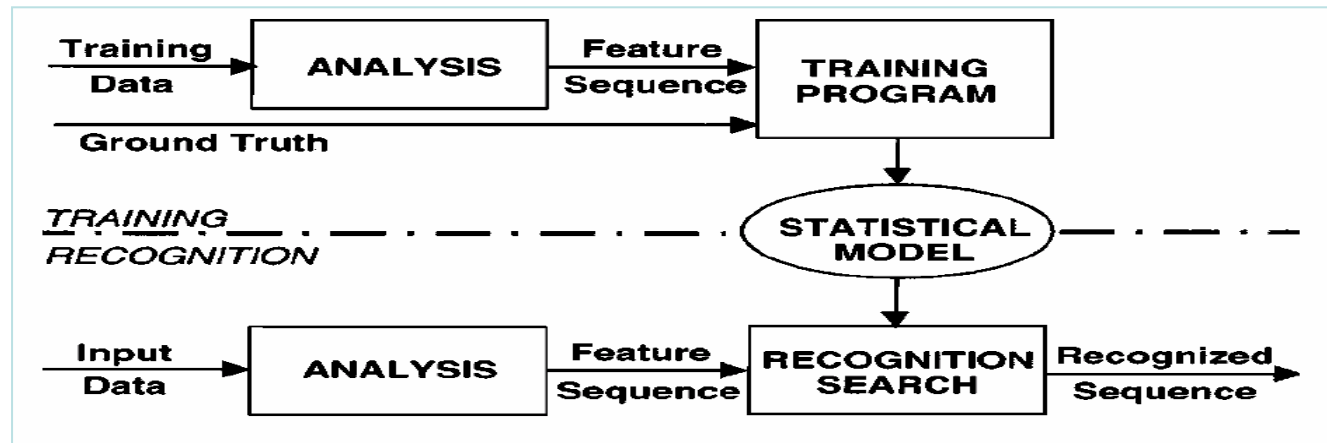 Training
Data
ANALYSIS
Feature
Sequence
TRAINING
PROGRAM
Ground Truth
TRAINING
RECOGNITION
STATISTICAL
MODEL
Input
Data
ANALYSIS
Feature
Sequence
RECOGNITION
SEARCH
Recognized
Sequence